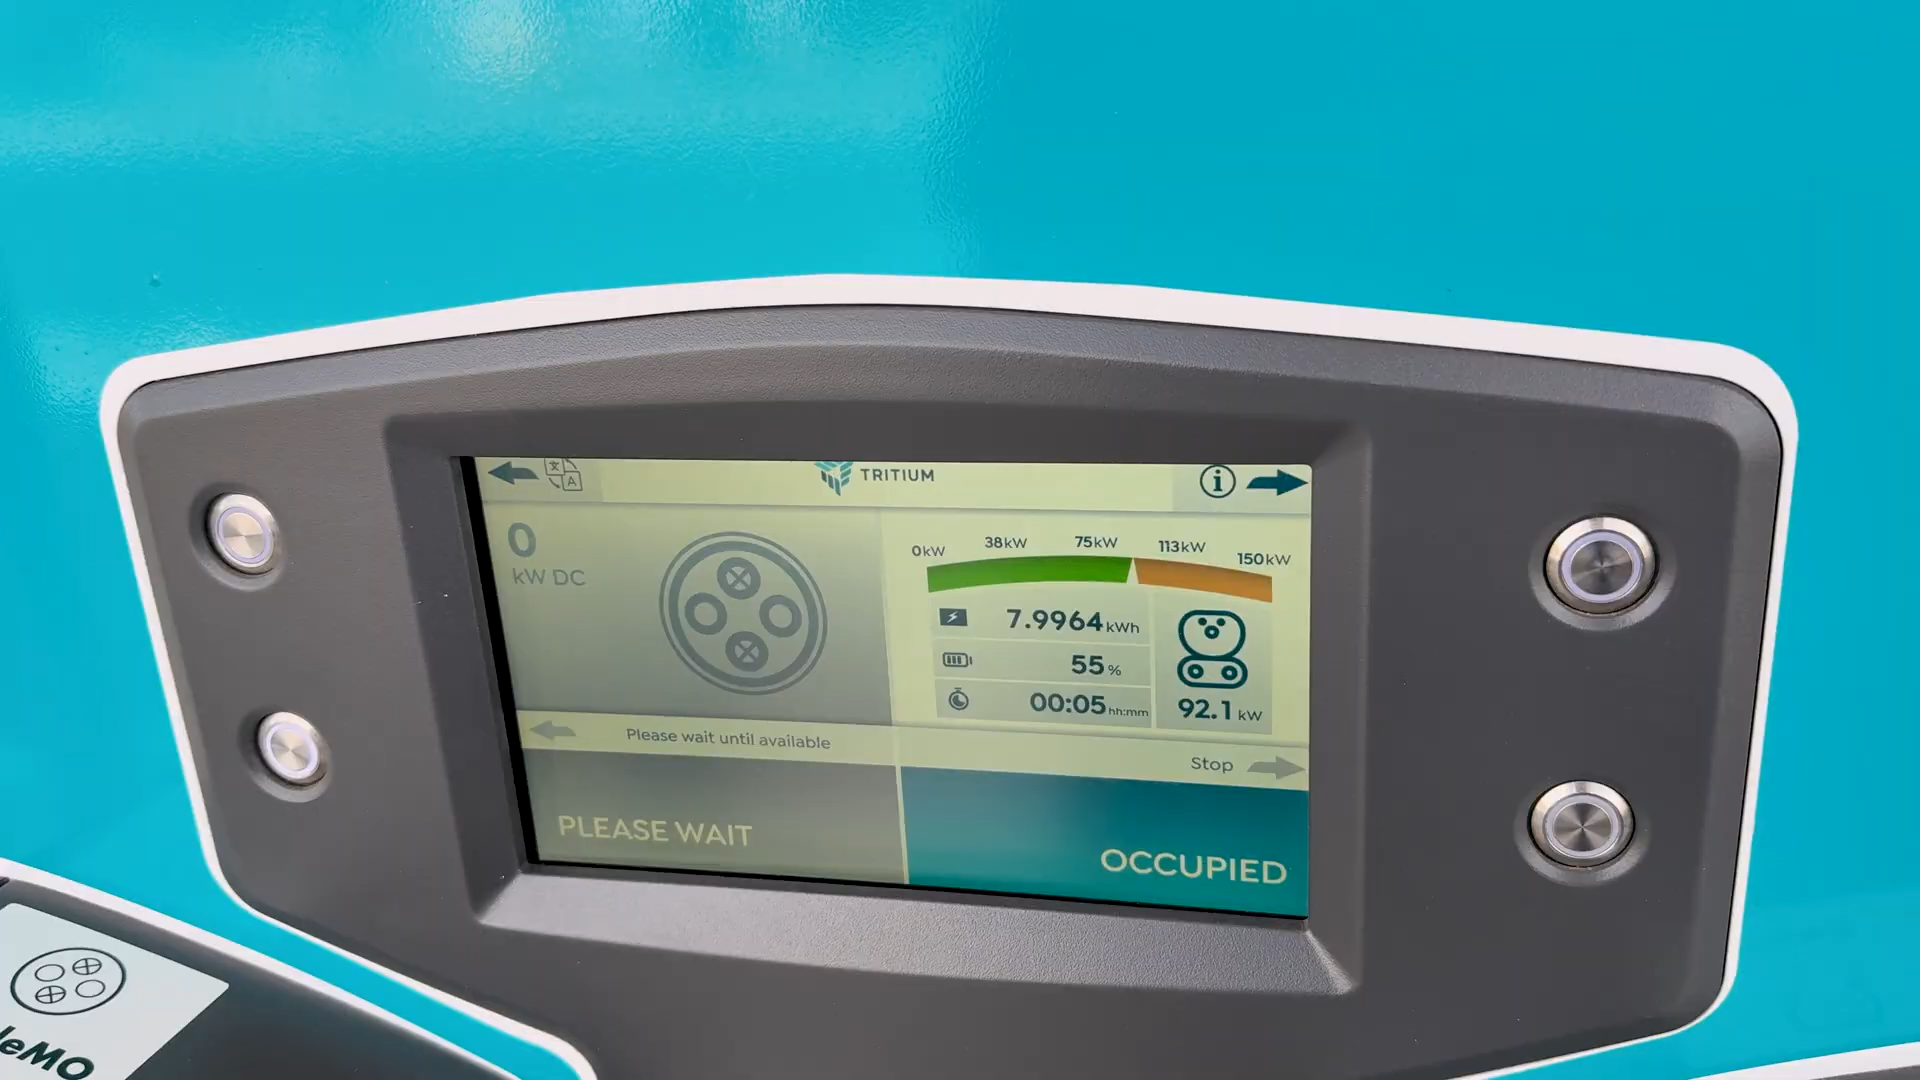 TRITIUM
0
kW DC
0kW 38kW 75kW 113kW 150kW
7.9964 kWh
55 %
00:05 hh:mm
92.1 kW
Please wait until available
Stop
PLEASE WAIT
OCCUPIED
deMO